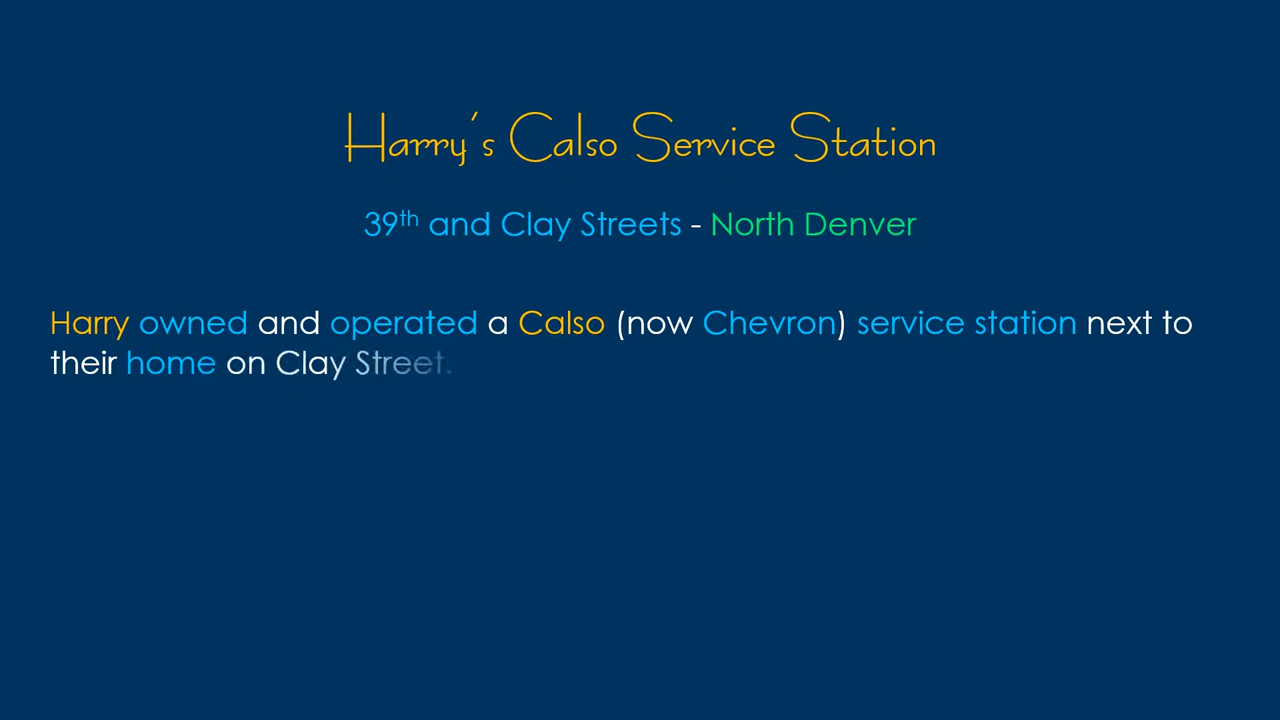 Harry's Calso Service Station
39th and Clay Streets - North Denver
Harry owned and operated a Calso (now Chevron) service station next to
their home on Clay Street.